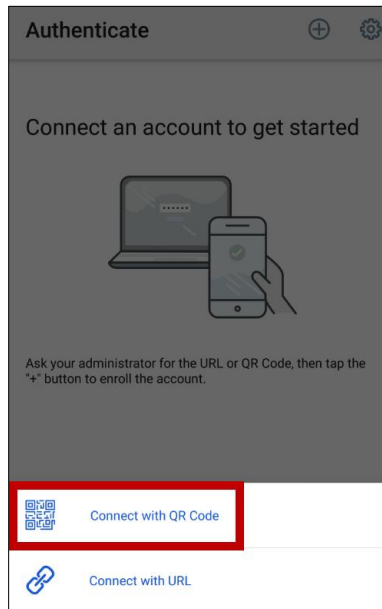 Authenticate
Connect an account to get started
Ask your administrator for the URL or QR Code, then tap the
"+" button to enroll the account.
Connect with QR Code
Connect with URL